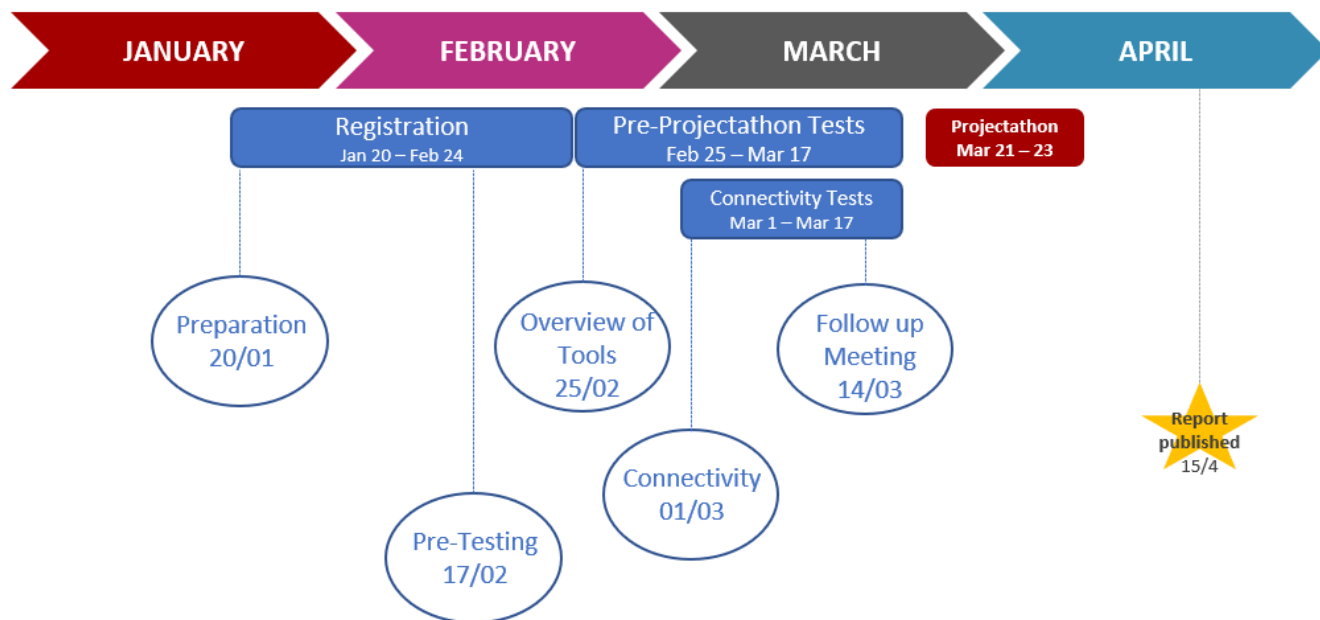 JANUARY
FEBRUARY
MARCH
APRIL
Registration
Jan 20 – Feb 24
Pre-Projectathon Tests
Feb 25 – Mar 17
Projectathon
Mar 21 – 23
Connectivity Tests
Mar 1 – Mar 17
Preparation
20/01
Overview of
Tools
25/02
Follow up
Meeting
14/03
Report
published
15/4
Connectivity
01/03
Pre-Testing
17/02